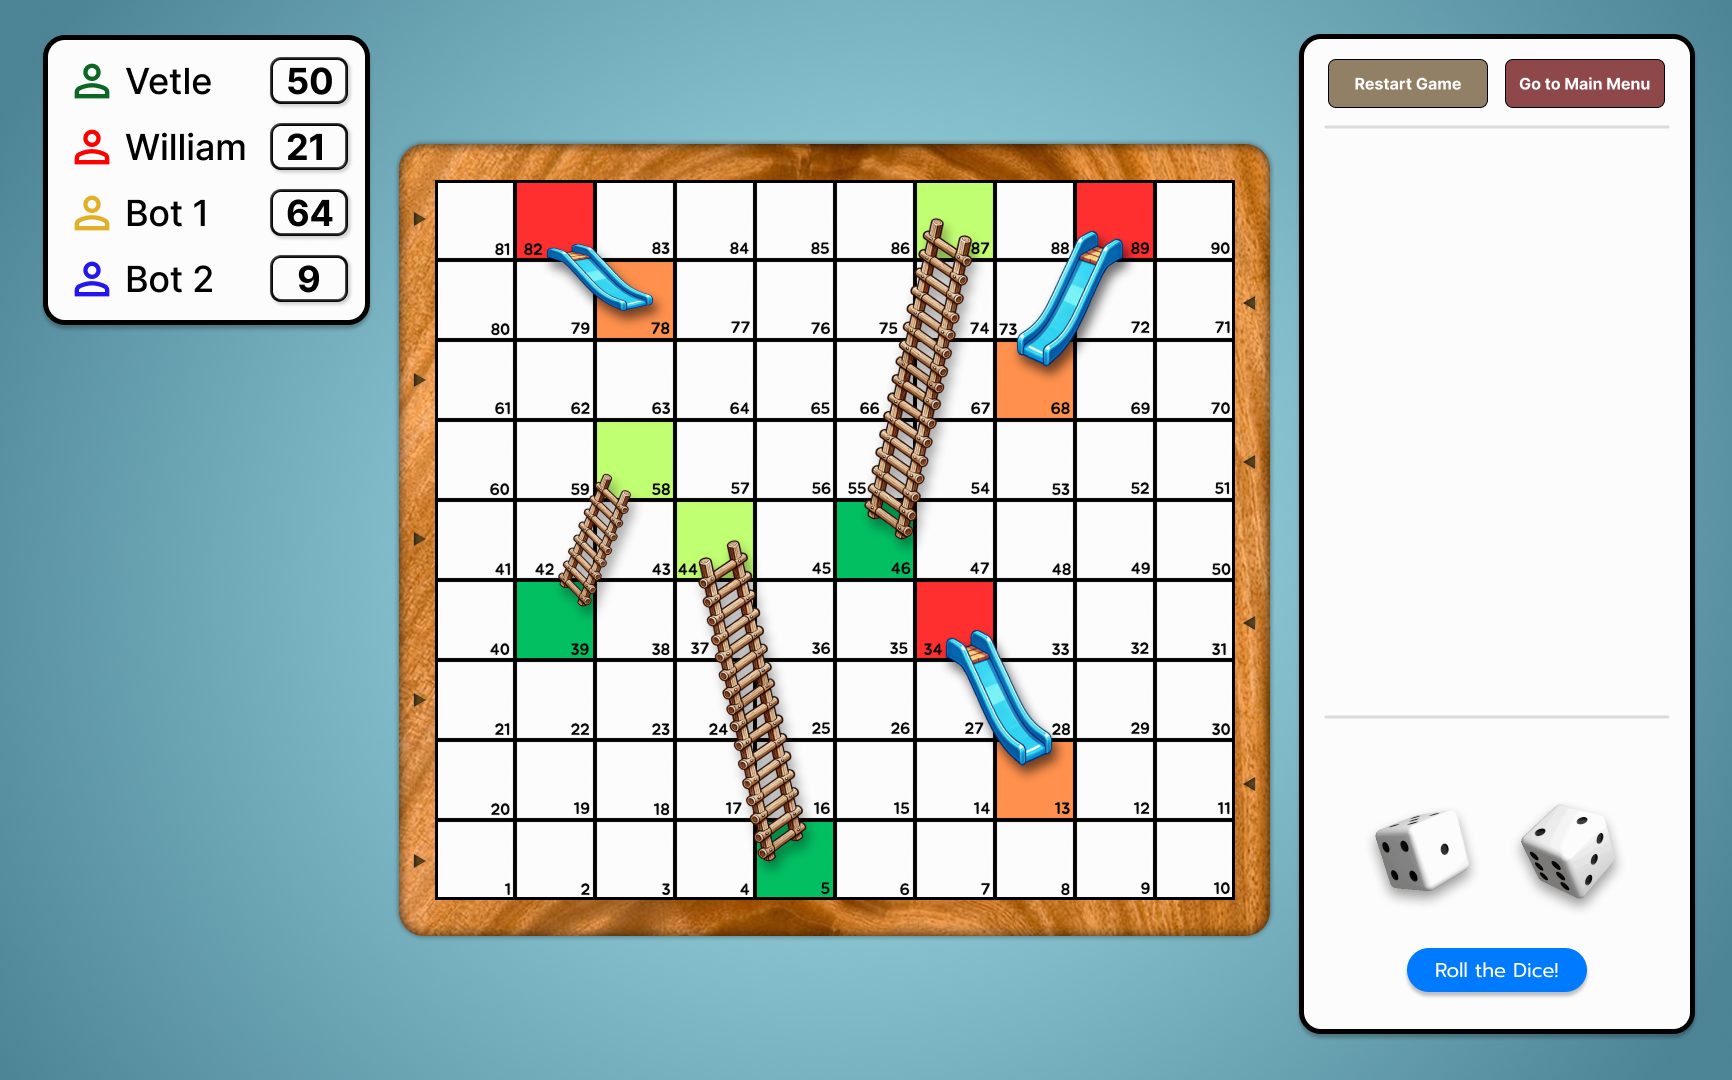 Vetle 50
William 21
Bot 1 64
Bot 2 9
81 82 83 84 85 86 87 88 89 90
80 79 78 77 76 75 74 73 72 71
61 62 63 64 65 66 67 68 69 70
60 59 58 57 56 55 54 53 52 51
41 42 43 44 45 46 47 48 49 50
40 39 38 37 36 35 34 33 32 31
21 22 23 24 25 26 27 28 29 30
20 19 18 17 16 15 14 13 12 11
1 2 3 4 5 6 7 8 9 10
Restart Game Go to Main Menu
Roll the Dice!